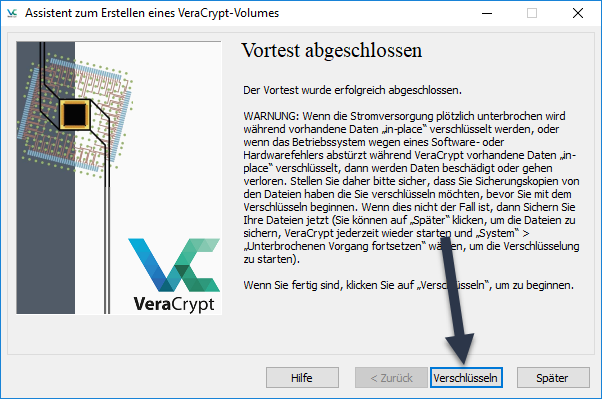 Assistent zum Erstellen eines VeraCrypt-Volumes
Vortest abgeschlossen
Der Vortest wurde erfolgreich abgeschlossen.
WARNUNG: Wenn die Stromversorgung plötzlich unterbrochen wird
während vorhandene Daten „in-place“ verschlüsselt werden, oder
wenn das Betriebssystem wegen eines Software- oder
Hardwarefehlers abstürzt während VeraCrypt vorhandene Daten „in-
place“ verschlüsselt, dann werden Daten beschädigt oder gehen
verloren. Stellen Sie daher bitte sicher, dass Sie Sicherungskopien von
den Dateien haben die Sie verschlüsseln möchten, bevor Sie mit dem
Verschlüsseln beginnen. Wenn dies nicht der Fall ist, dann Sichern Sie
Ihre Dateien jetzt (Sie können auf „Später“ klicken, um die Dateien zu
sichern, VeraCrypt jederzeit wieder starten und „System“ >
„Unterbrochenen Vorgang fortsetzen“ wählen, um die Verschlüsselung
zu starten).
Wenn Sie fertig sind, klicken Sie auf „Verschlüsseln“, um zu beginnen.
VeraCrypt
Hilfe
< Zurück
Verschlüsseln
Später